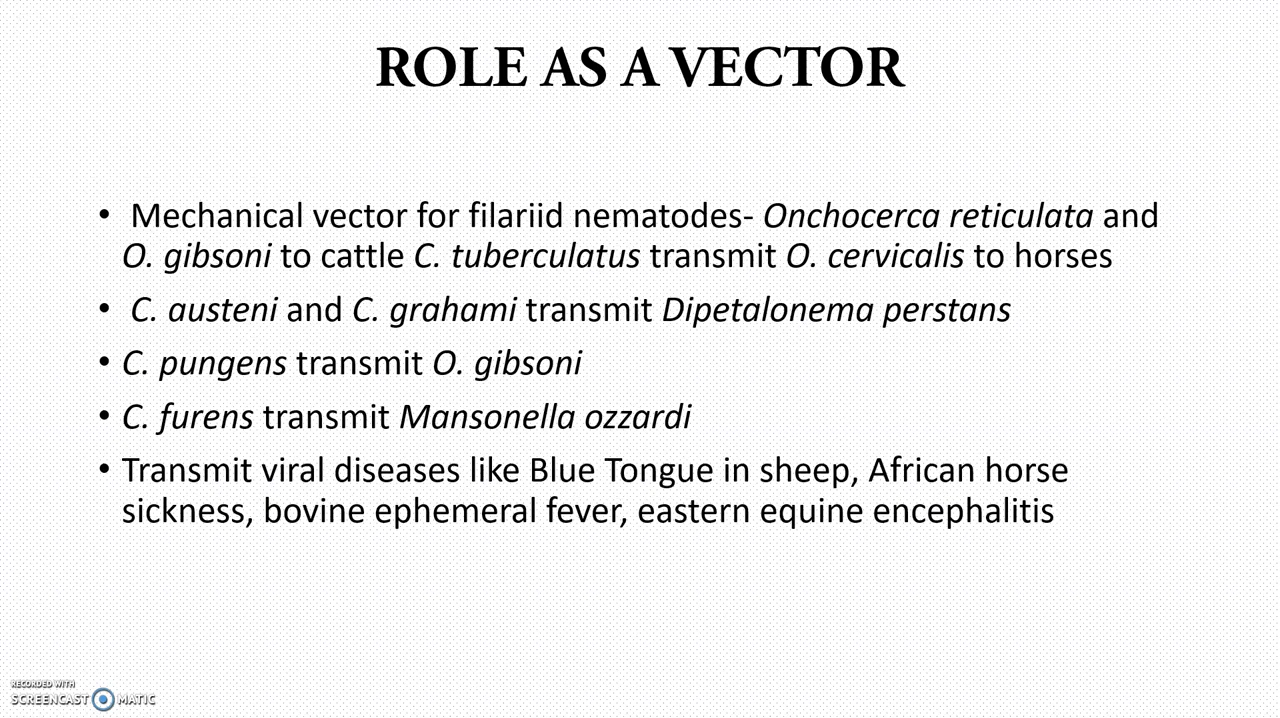 ROLE AS A VECTOR
• Mechanical vector for filariid nematodes- Onchocerca reticulata and
O. gibsoni to cattle C. tuberculatus transmit O. cervicalis to horses
• C. austeni and C. grahami transmit Dipetalonema perstans
• C. pungens transmit O. gibsoni
• C. furens transmit Mansonella ozzardi
• Transmit viral diseases like Blue Tongue in sheep, African horse
sickness, bovine ephemeral fever, eastern equine encephalitis
RECORDED WITH
SCREENCAST MATIC